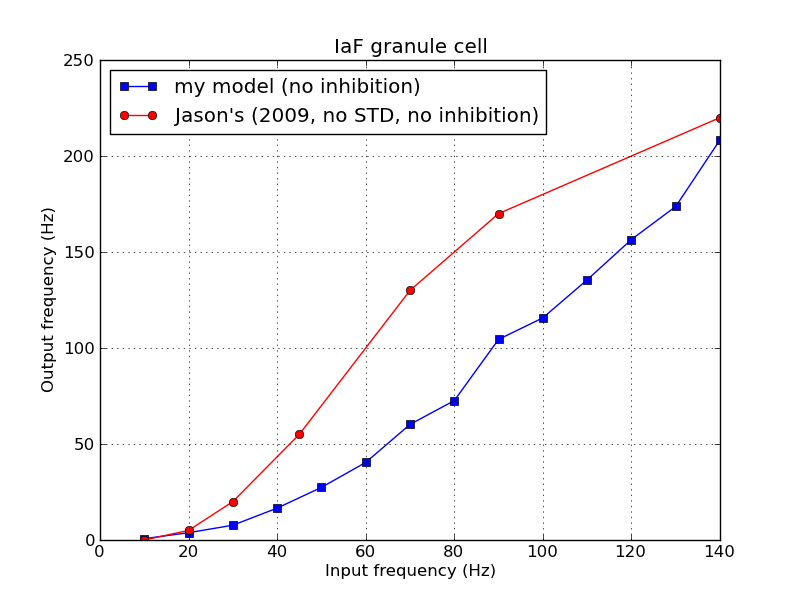 IaF granule cell
my model (no inhibition)
Jason's (2009, no STD, no inhibition)
250
200
150
100
50
0
Output frequency (Hz)
0 20 40 60 80 100 120 140
Input frequency (Hz)